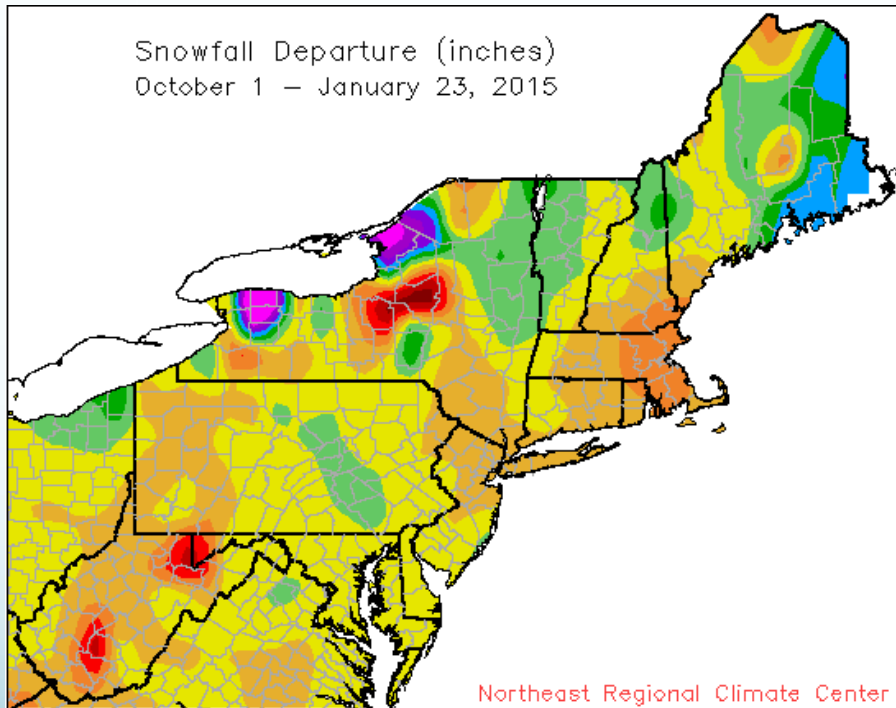 Snowfall Departure (inches)
October 1 – January 23, 2015
Northeast Regional Climate Center